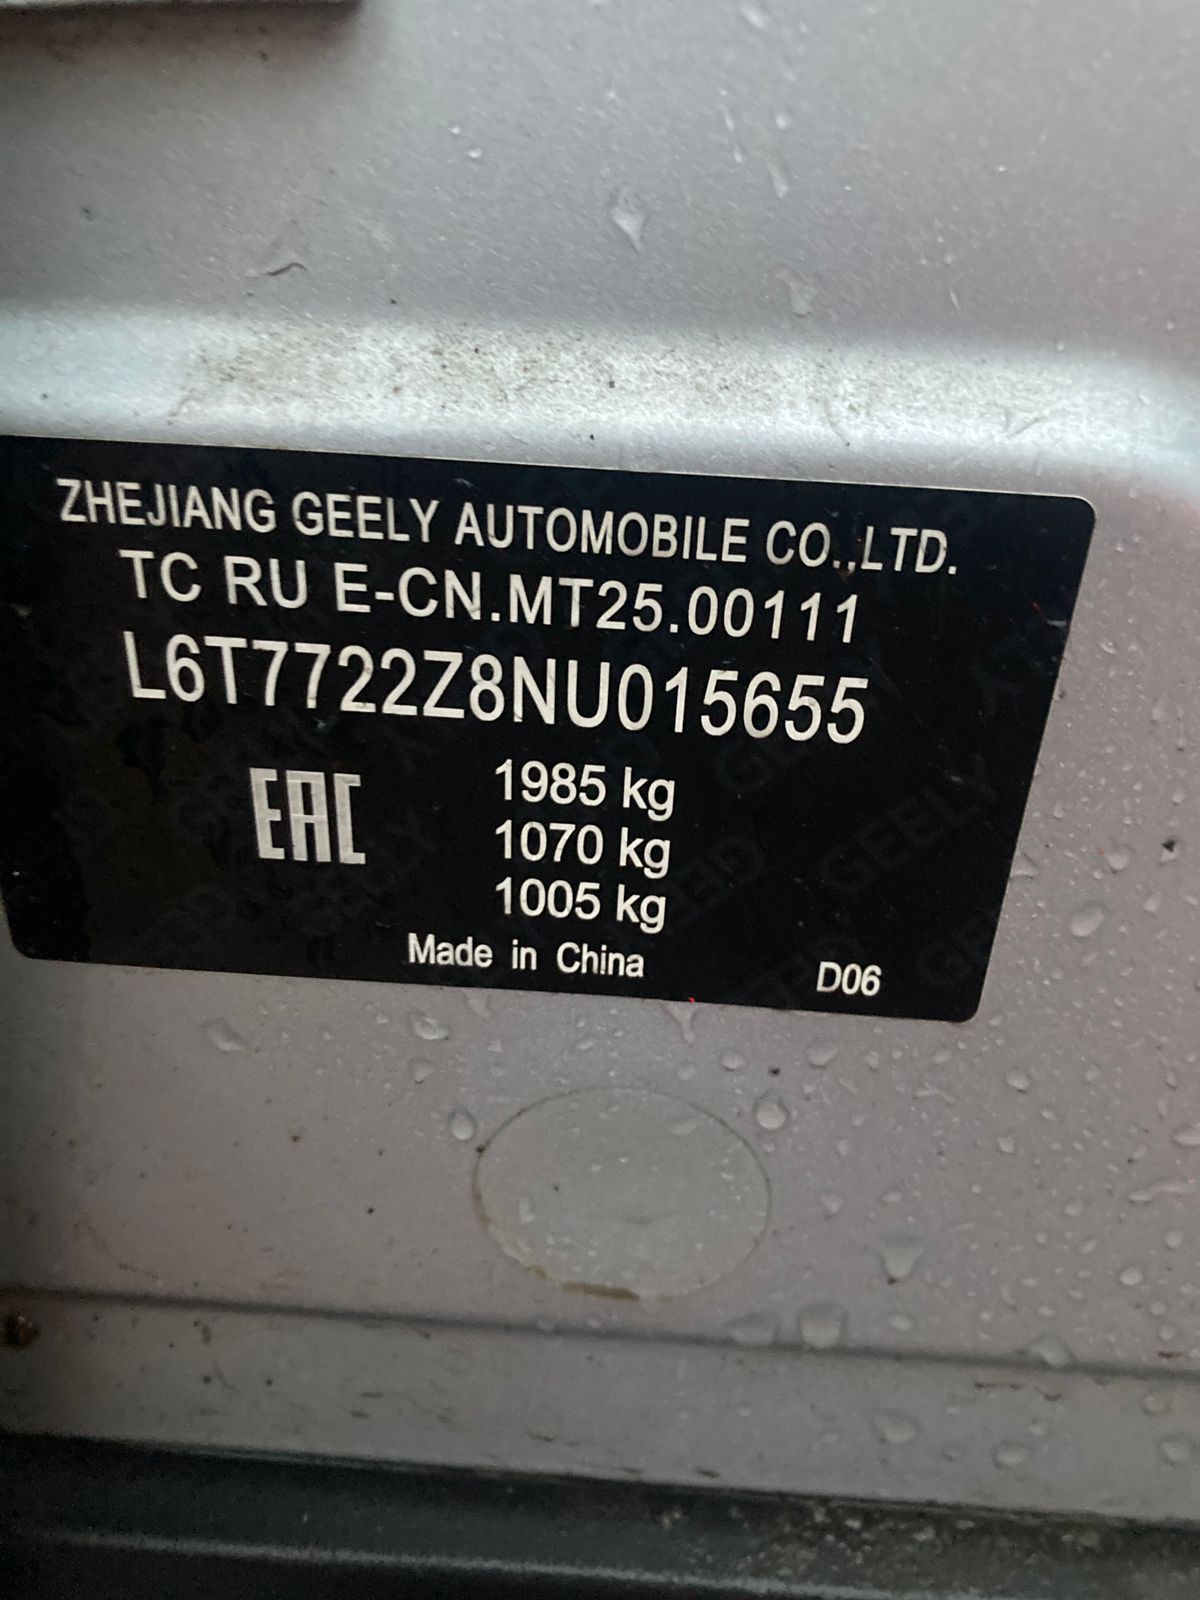 ZHEJIANG GEELY AUTOMOBILE CO.,LTD.
TC RU E-CN.MT25.00111
L6T7722Z8NU015655
EAC
1985 kg
1070 kg
1005 kg
Made in China
D06